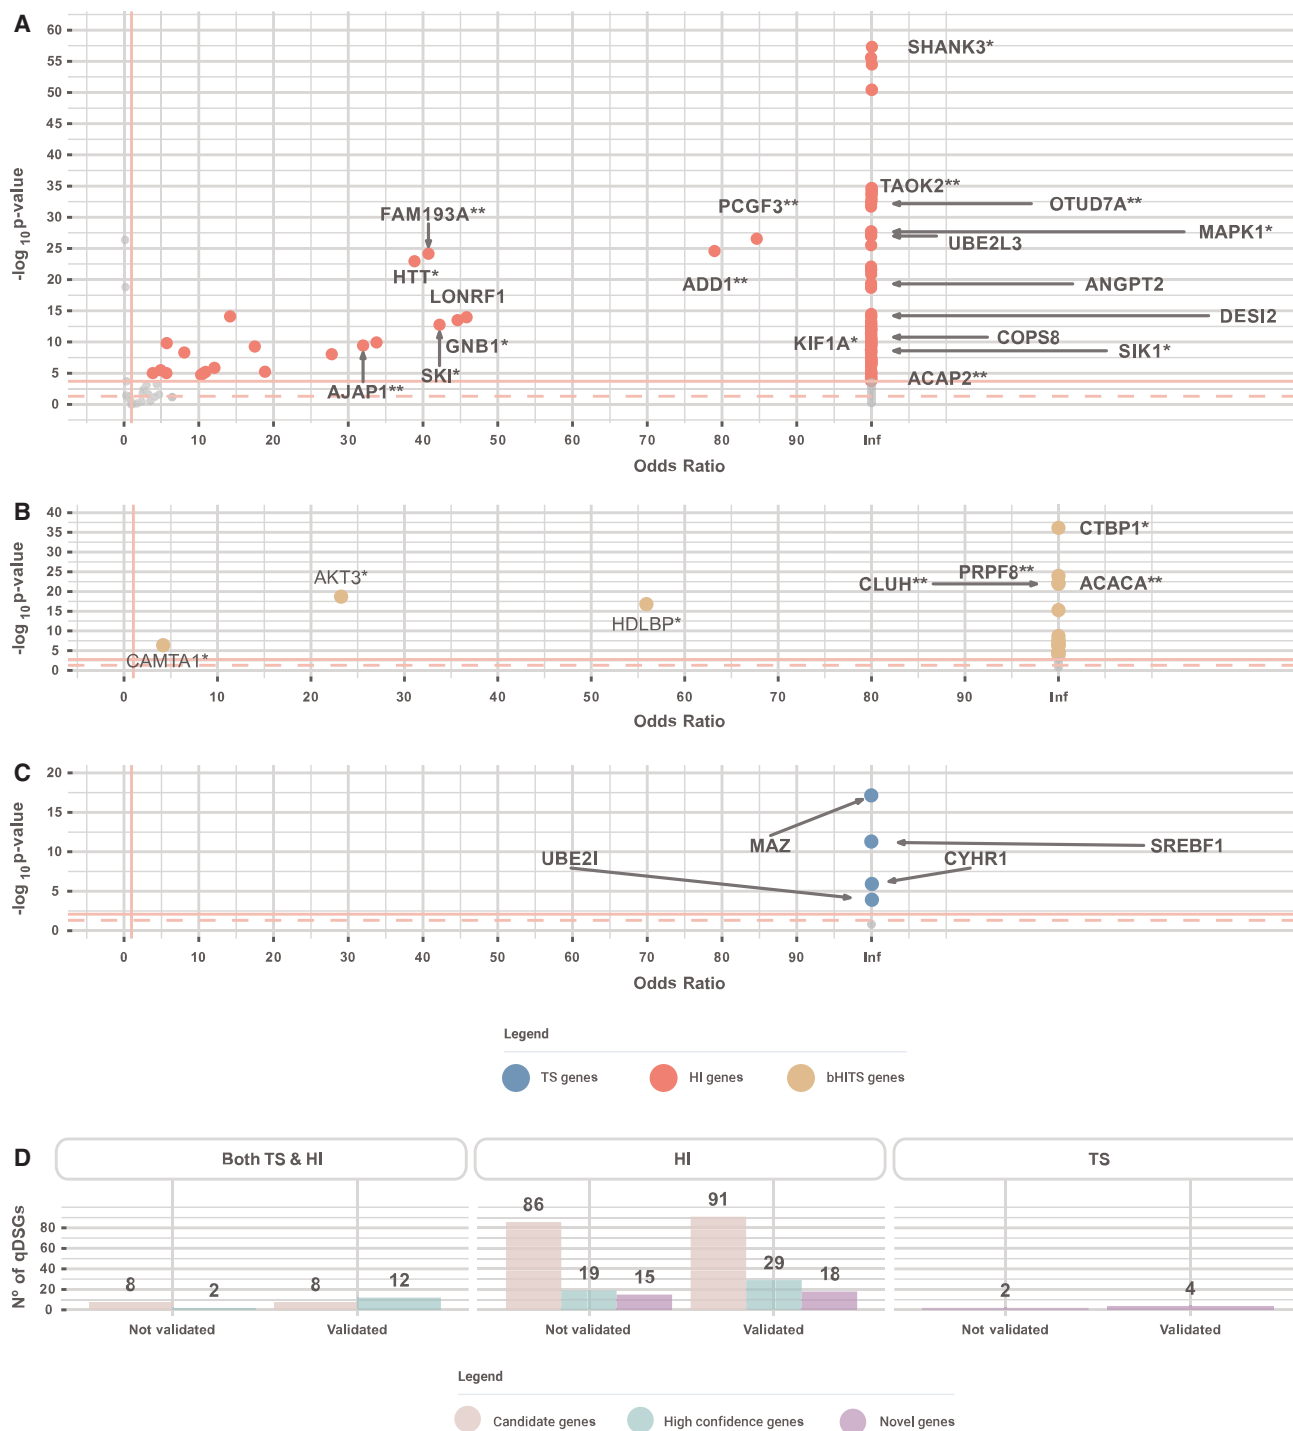 A
60
55
50
45
40
35
30
25
20
15
10
5
0
-log 10 p-value
SHANK3*
TAOK2**
OTUD7A**
PCGF3**
FAM193A**
MAPK1*
UBE2L3
HTT*
ADD1**
ANGPT2
LONRF1
DESI2
KIF1A*
COPS8
GNB1*
SIK1*
SKI*
ACAP2**
AJAP1**
0 10 20 30 40 50 60 70 80 90 Inf
Odds Ratio
B
40
35
30
25
20
15
10
5
0
-log 10 p-value
CTBP1*
PRPF8**
CLUH**
ACACA**
AKT3*
HDLBP*
CAMTA1*
0 10 20 30 40 50 60 70 80 90 Inf
Odds Ratio
C
20
15
10
5
0
-log 10 p-value
MAZ
SREBF1
UBE2I
CYHR1
0 10 20 30 40 50 60 70 80 90 Inf
Odds Ratio
Legend
TS genes HI genes bHITS genes
D
Both TS & HI HI TS
N° of qDSGs
80
60
40
20
0
8 2 8 12
86 19 15 91 29 18
2 4
Not validated Validated Not validated Validated Not validated Validated
Legend
Candidate genes High confidence genes Novel genes